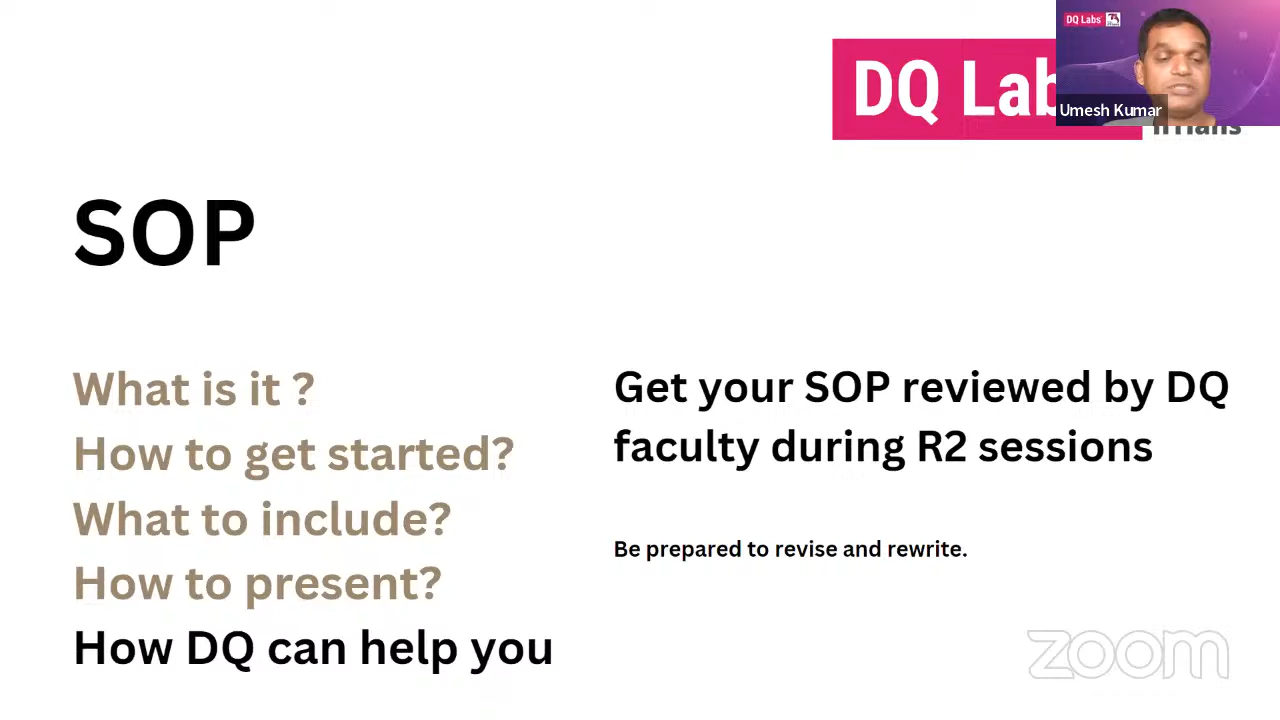 DQ Labs
Umesh Kumar
DQ Lab
SOP
What is it ?
How to get started?
What to include?
How to present?
How DQ can help you
Get your SOP reviewed by DQ
faculty during R2 sessions
Be prepared to revise and rewrite.
zoom